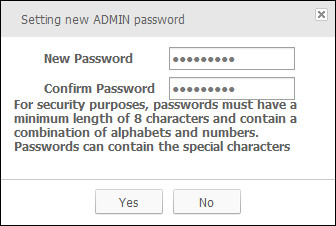 Setting new ADMIN password
New Password •••••••••
Confirm Password •••••••••
For security purposes, passwords must have a
minimum length of 8 characters and contain a
combination of alphabets and numbers.
Passwords can contain the special characters
Yes No